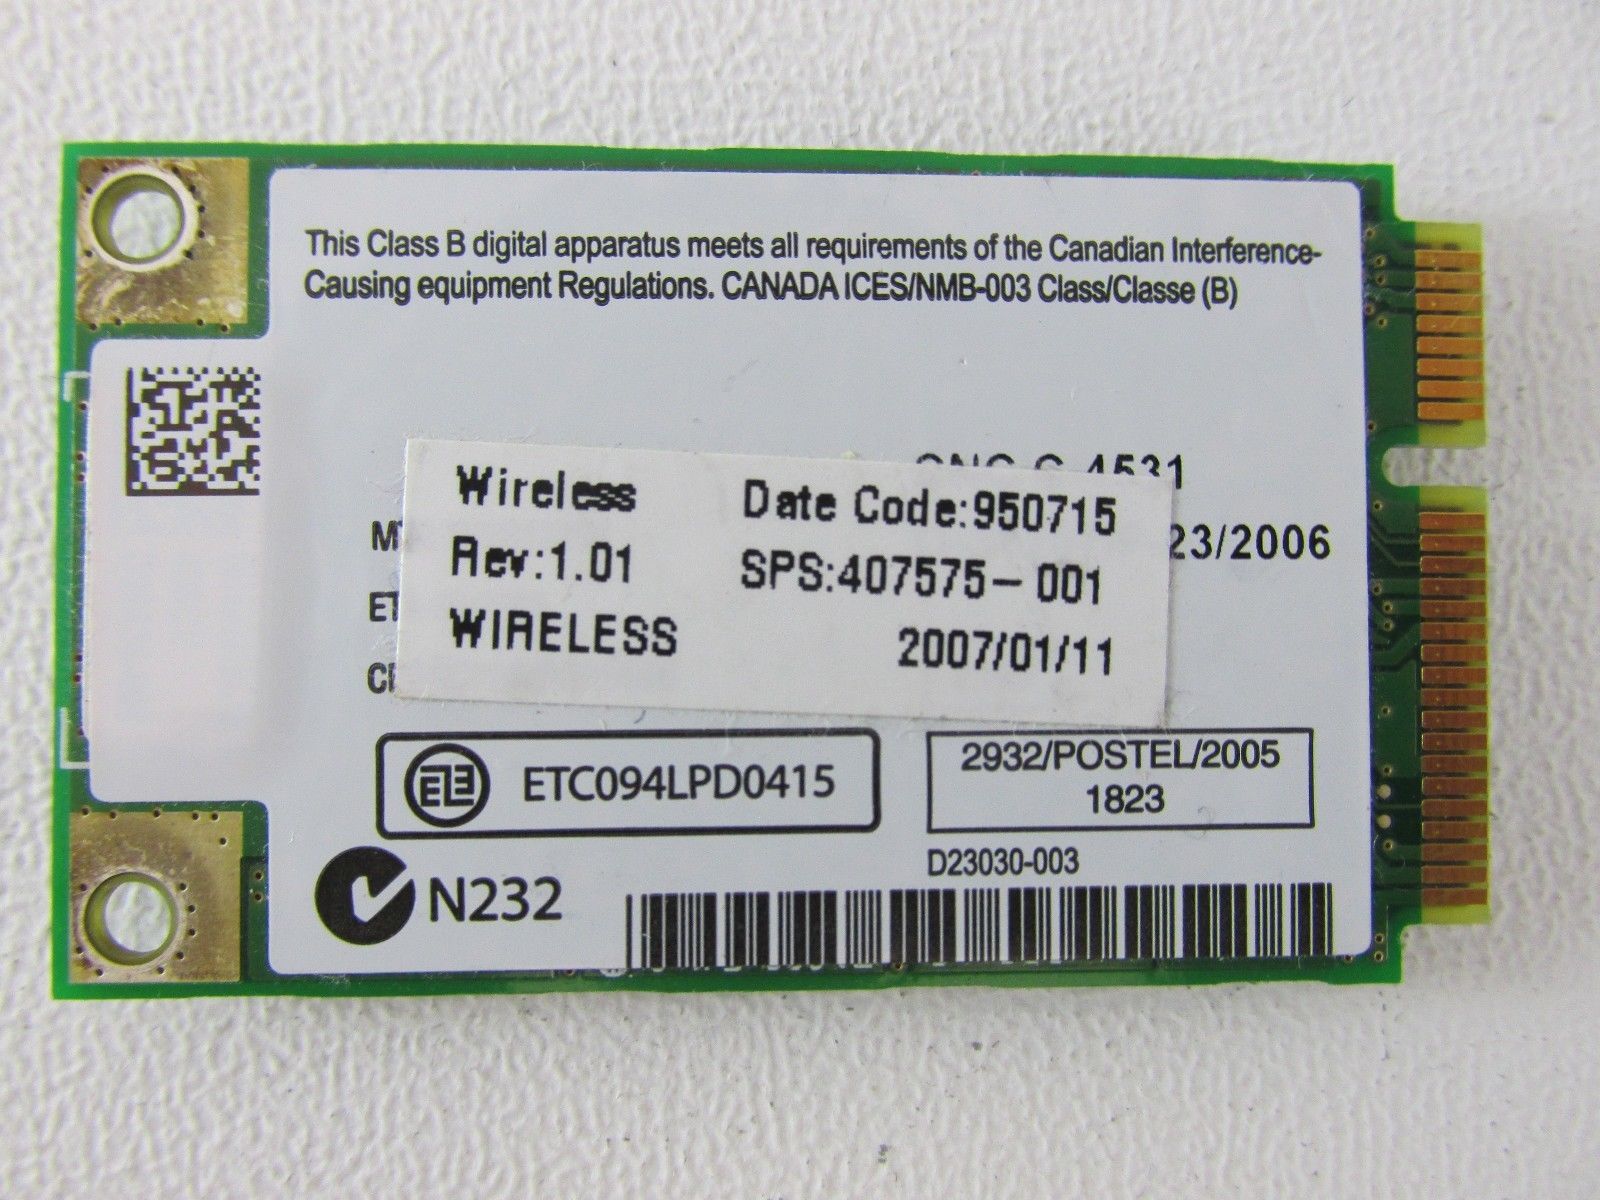 This Class B digital apparatus meets all requirements of the Canadian Interference-
Causing equipment Regulations. CANADA ICES/NMB-003 Class/Classe (B)
4531
23/2006
Wireless Date Code:950715
Rev:1.01 SPS:407575-001
WIRELESS 2007/01/11
ETC094LPD0415
2932/POSTEL/2005
1823
D23030-003
N232